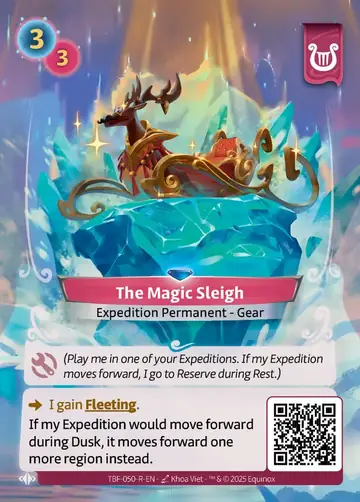 3
3
The Magic Sleigh
Expedition Permanent - Gear
(Play me in one of your Expeditions. If my Expedition
moves forward, I go to Reserve during Rest.)
I gain Fleeting.
If my Expedition would move forward
during Dusk, it moves forward one
more region instead.
TBF-050-R-EN - Khoa Viet - ™ & © 2025 Equinox